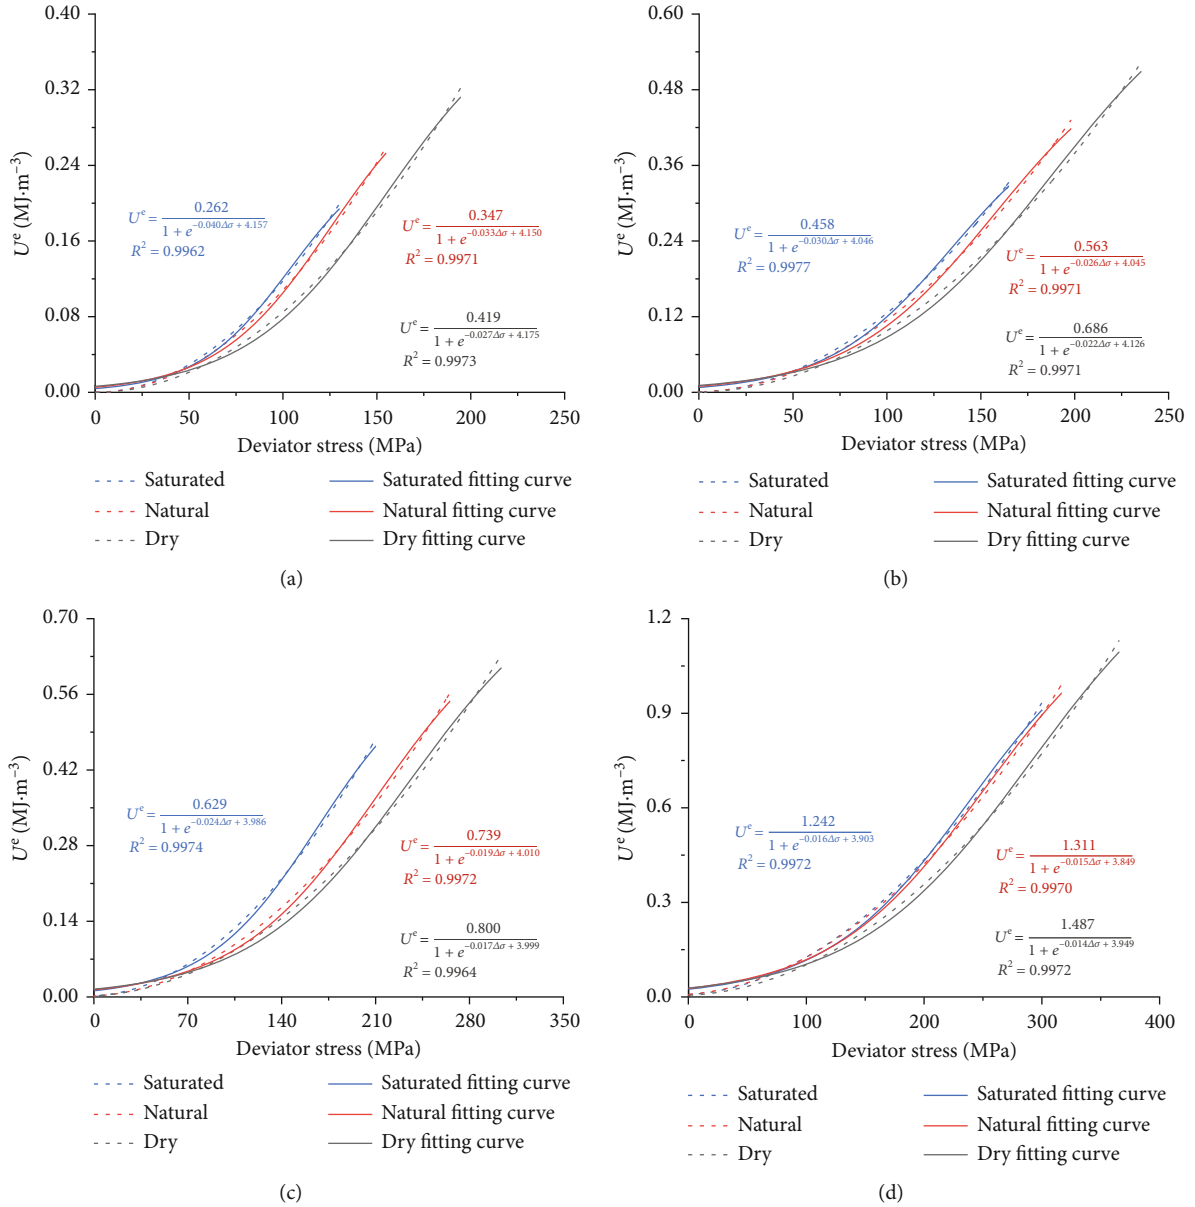 0.40
0.32
0.24
0.16
0.08
0.00
U^e (MJ·m^−3)
U^e = 0.262 / (1 + e^(−0.040Δσ + 4.157))
R^2 = 0.9962
U^e = 0.347 / (1 + e^(−0.033Δσ + 4.150))
R^2 = 0.9971
U^e = 0.419 / (1 + e^(−0.027Δσ + 4.175))
R^2 = 0.9973
0 50 100 150 200 250
Deviator stress (MPa)
Saturated Saturated fitting curve
Natural Natural fitting curve
Dry Dry fitting curve
(a)
0.60
0.48
0.36
0.24
0.12
0.00
U^e (MJ·m^−3)
U^e = 0.458 / (1 + e^(−0.030Δσ + 4.046))
R^2 = 0.9977
U^e = 0.563 / (1 + e^(−0.026Δσ + 4.045))
R^2 = 0.9971
U^e = 0.686 / (1 + e^(−0.022Δσ + 4.126))
R^2 = 0.9971
0 50 100 150 200 250
Deviator stress (MPa)
Saturated Saturated fitting curve
Natural Natural fitting curve
Dry Dry fitting curve
(b)
0.70
0.56
0.42
0.28
0.14
0.00
U^e (MJ·m^−3)
U^e = 0.629 / (1 + e^(−0.024Δσ + 3.986))
R^2 = 0.9974
U^e = 0.739 / (1 + e^(−0.019Δσ + 4.010))
R^2 = 0.9972
U^e = 0.800 / (1 + e^(−0.017Δσ + 3.999))
R^2 = 0.9964
0 70 140 210 280 350
Deviator stress (MPa)
Saturated Saturated fitting curve
Natural Natural fitting curve
Dry Dry fitting curve
(c)
1.2
0.9
0.6
0.3
0.0
U^e (MJ·m^−3)
U^e = 1.242 / (1 + e^(−0.016Δσ + 3.903))
R^2 = 0.9972
U^e = 1.311 / (1 + e^(−0.015Δσ + 3.849))
R^2 = 0.9970
U^e = 1.487 / (1 + e^(−0.014Δσ + 3.949))
R^2 = 0.9972
0 100 200 300 400
Deviator stress (MPa)
Saturated Saturated fitting curve
Natural Natural fitting curve
Dry Dry fitting curve
(d)